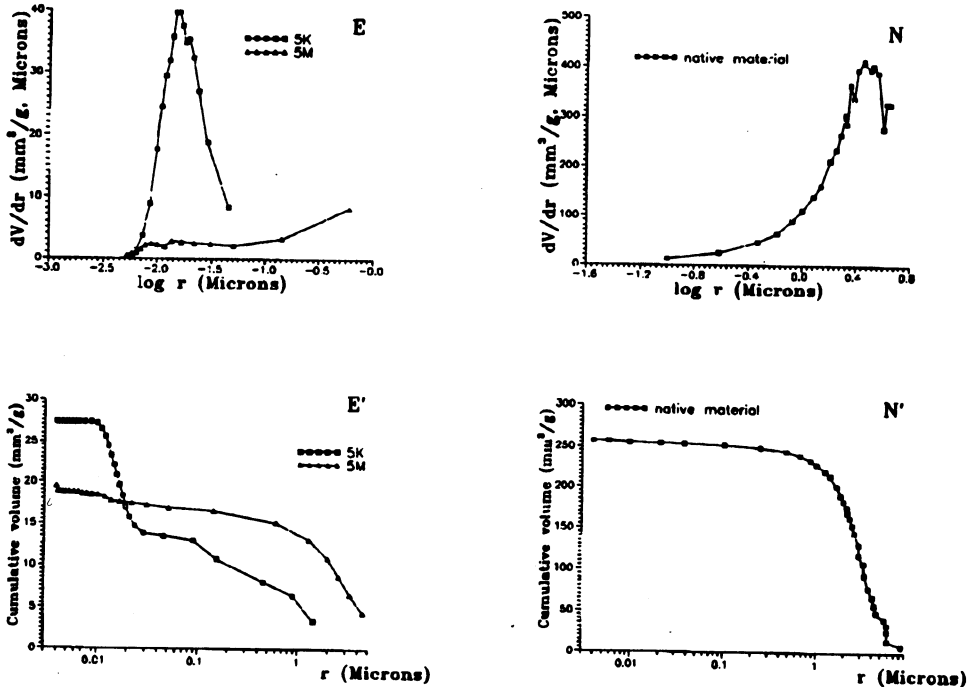 E
5K
5M
dV/dr (mm³/g, Microns)
40
30
20
10
0
-3.0 -2.5 -2.0 -1.5 -1.0 -0.5 -0.0
log r (Microns)
N
native material
dV/dr (mm³/g, Microns)
500
400
300
200
100
0
-1.6 -1.2 -0.8 -0.4 0.0 0.4 0.8
log r (Microns)
E'
5K
5M
Cumulative volume (mm³/g)
30
25
20
15
10
5
0
0.01 0.1 1
r (Microns)
N'
native material
Cumulative volume (mm³/g)
300
250
200
150
100
50
0
0.01 0.1 1
r (Microns)